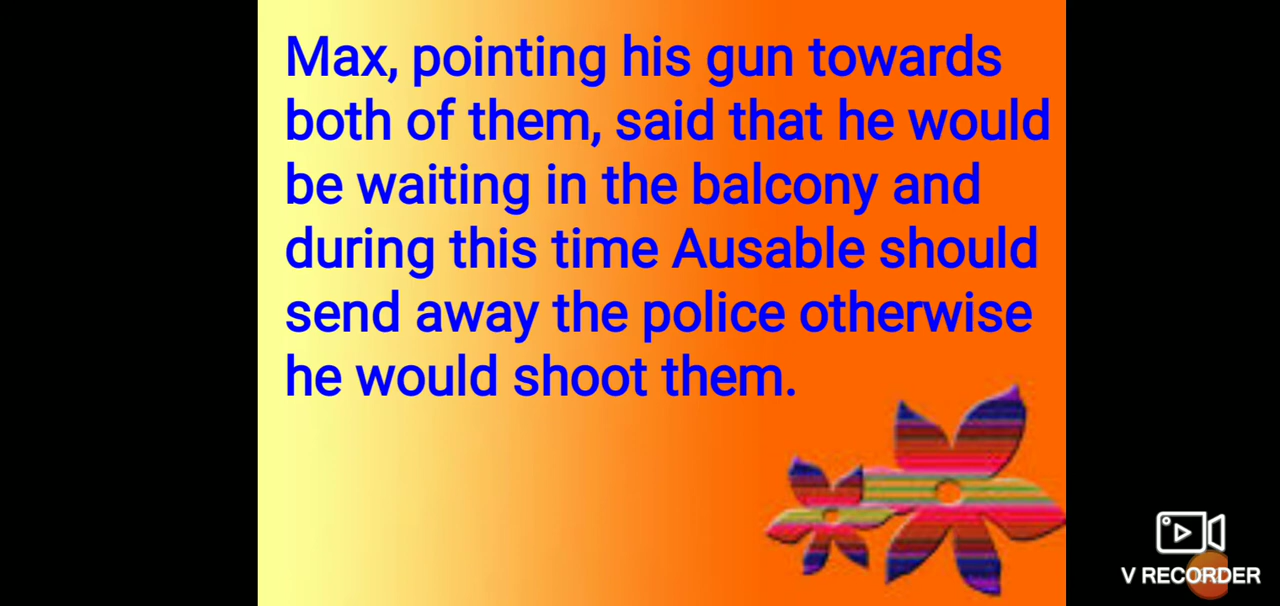 Max, pointing his gun towards
both of them, said that he would
be waiting in the balcony and
during this time Ausable should
send away the police otherwise
he would shoot them.
V RECORDER